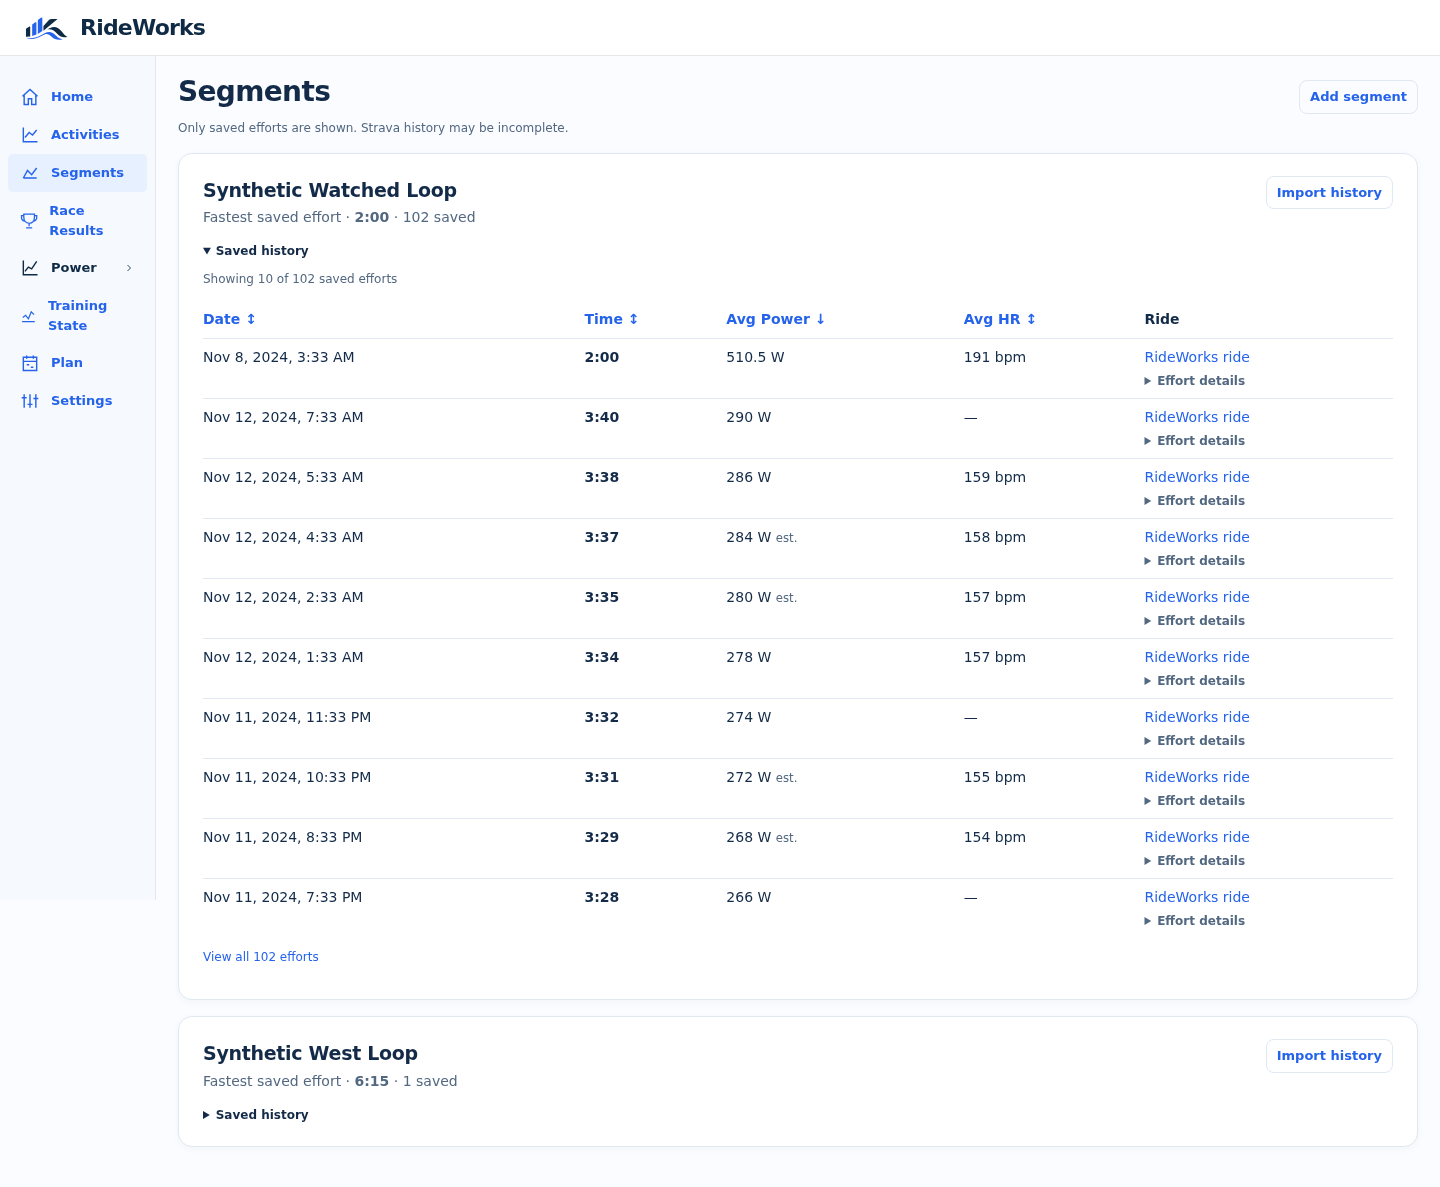 RideWorks
Home
Activities
Segments
Race
Results
Power
Training
State
Plan
Settings
Segments
Add segment
Only saved efforts are shown. Strava history may be incomplete.
Synthetic Watched Loop
Import history
Fastest saved effort · 2:00 · 102 saved
▼ Saved history
Showing 10 of 102 saved efforts
Date ↕ Time ↕ Avg Power ↓ Avg HR ↕ Ride
Nov 8, 2024, 3:33 AM 2:00 510.5 W 191 bpm RideWorks ride
▶ Effort details
Nov 12, 2024, 7:33 AM 3:40 290 W — RideWorks ride
▶ Effort details
Nov 12, 2024, 5:33 AM 3:38 286 W 159 bpm RideWorks ride
▶ Effort details
Nov 12, 2024, 4:33 AM 3:37 284 W est. 158 bpm RideWorks ride
▶ Effort details
Nov 12, 2024, 2:33 AM 3:35 280 W est. 157 bpm RideWorks ride
▶ Effort details
Nov 12, 2024, 1:33 AM 3:34 278 W 157 bpm RideWorks ride
▶ Effort details
Nov 11, 2024, 11:33 PM 3:32 274 W — RideWorks ride
▶ Effort details
Nov 11, 2024, 10:33 PM 3:31 272 W est. 155 bpm RideWorks ride
▶ Effort details
Nov 11, 2024, 8:33 PM 3:29 268 W est. 154 bpm RideWorks ride
▶ Effort details
Nov 11, 2024, 7:33 PM 3:28 266 W — RideWorks ride
▶ Effort details
View all 102 efforts
Synthetic West Loop
Import history
Fastest saved effort · 6:15 · 1 saved
▶ Saved history